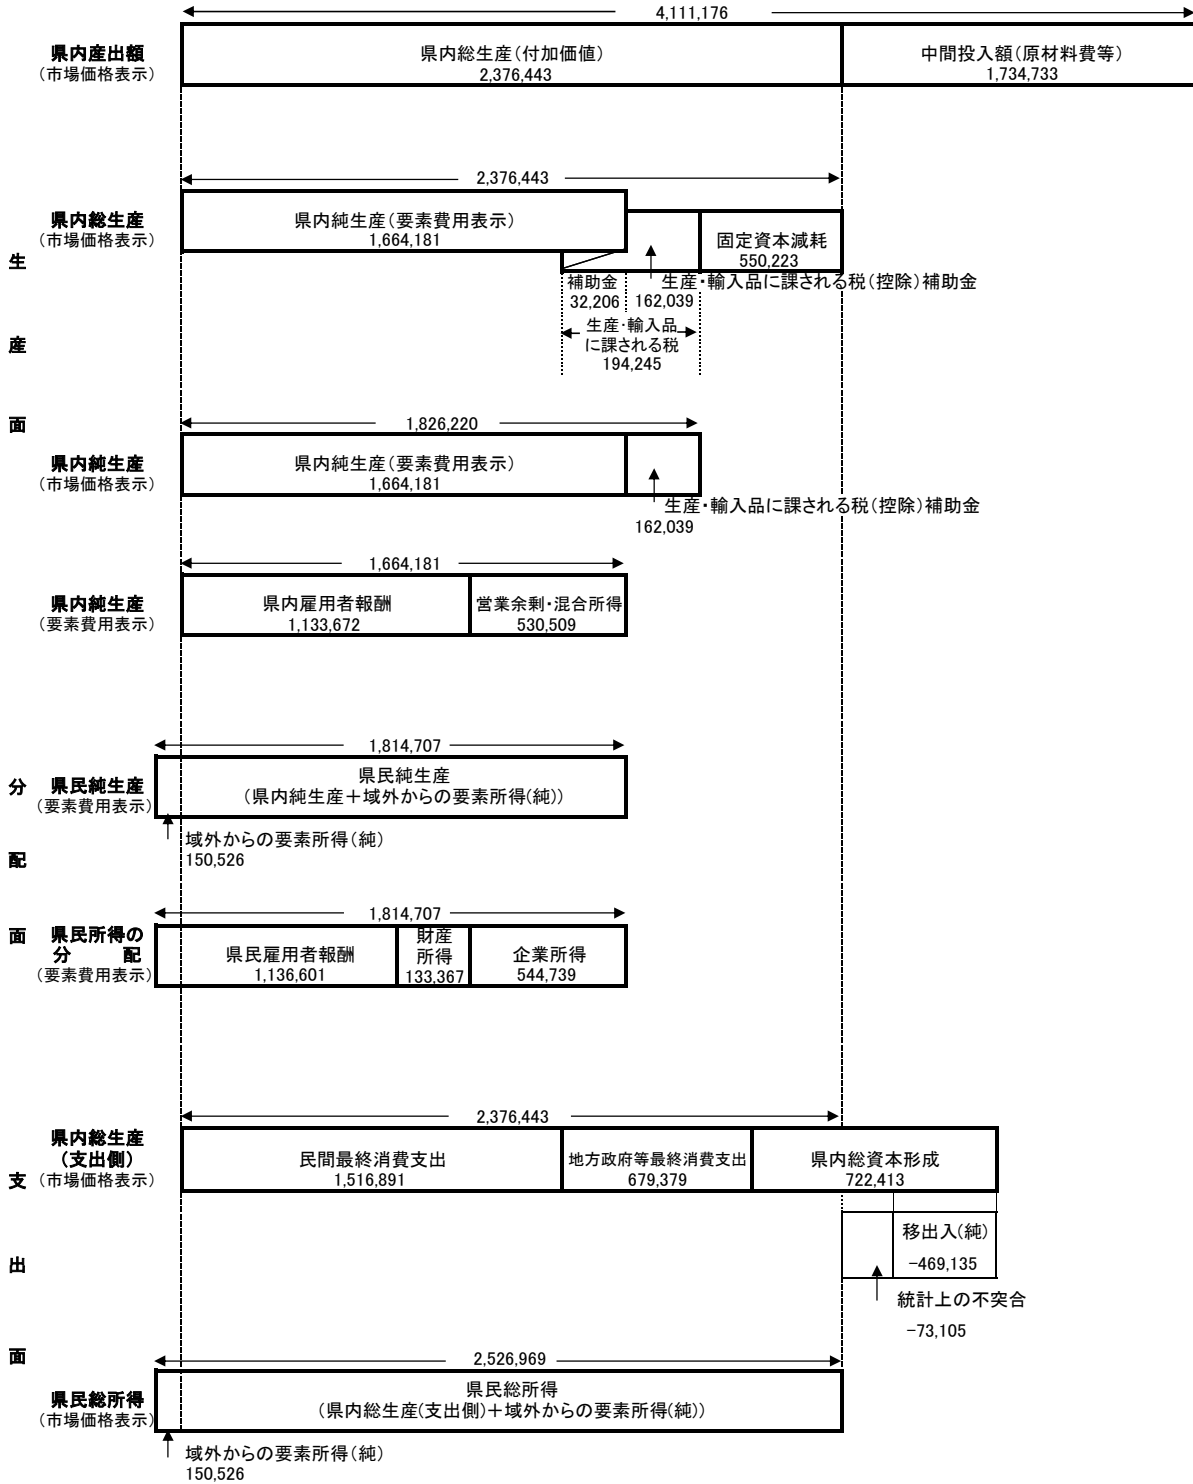 4,111,176
県内産出額
(市場価格表示)
県内総生産(付加価値)
2,376,443
中間投入額(原材料費等)
1,734,733
2,376,443
県内総生産
(市場価格表示)
県内純生産(要素費用表示)
1,664,181
固定資本減耗
550,223
補助金
32,206
生産・輸入品に課される税(控除)補助金
162,039
生産・輸入品
に課される税
194,245
生
産
面
1,826,220
県内純生産
(市場価格表示)
県内純生産(要素費用表示)
1,664,181
生産・輸入品に課される税(控除)補助金
162,039
1,664,181
県内純生産
(要素費用表示)
県内雇用者報酬
1,133,672
営業余剰・混合所得
530,509
1,814,707
分
配
面
県民純生産
(要素費用表示)
県民純生産
(県内純生産+域外からの要素所得(純))
域外からの要素所得(純)
150,526
1,814,707
県民所得の
分 配
(要素費用表示)
県民雇用者報酬
1,136,601
財産
所得
133,367
企業所得
544,739
2,376,443
県内総生産
(支出側)
(市場価格表示)
民間最終消費支出
1,516,891
地方政府等最終消費支出
679,379
県内総資本形成
722,413
支
出
面
移出入(純)
-469,135
統計上の不突合
-73,105
2,526,969
県民総所得
(市場価格表示)
県民総所得
(県内総生産(支出側)+域外からの要素所得(純))
域外からの要素所得(純)
150,526